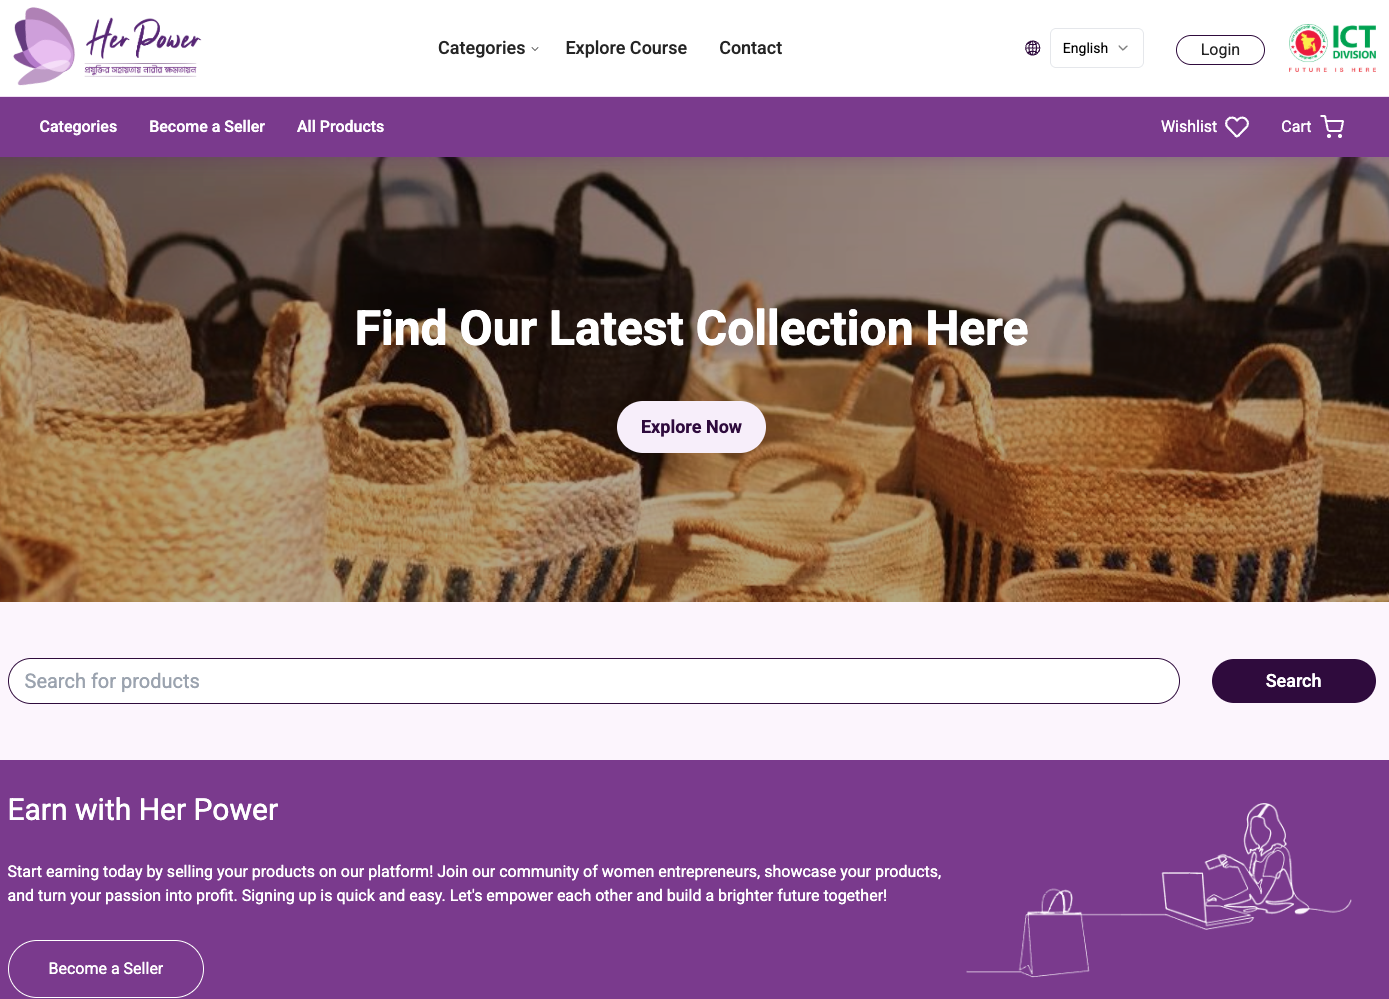 Her Power
প্রযুক্তির সহায়তায় নারীর ক্ষমতায়ন
Categories
Explore Course
Contact
English
Login
ICT
DIVISION
FUTURE IS HERE
Categories
Become a Seller
All Products
Wishlist
Cart
Find Our Latest Collection Here
Explore Now
Search for products
Search
Earn with Her Power
Start earning today by selling your products on our platform! Join our community of women entrepreneurs, showcase your products,
and turn your passion into profit. Signing up is quick and easy. Let's empower each other and build a brighter future together!
Become a Seller